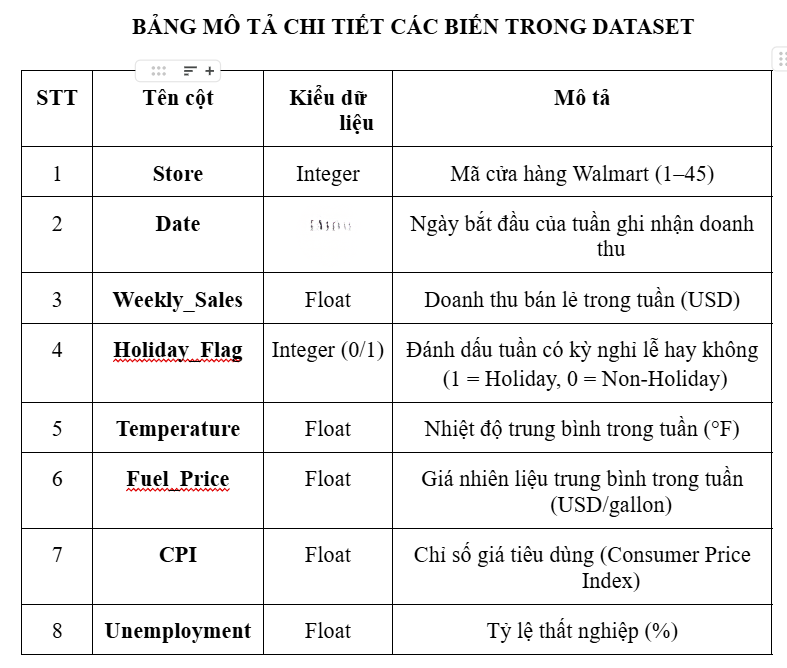 BẢNG MÔ TẢ CHI TIẾT CÁC BIẾN TRONG DATASET
STT Tên cột Kiểu dữ liệu Mô tả
1 Store Integer Mã cửa hàng Walmart (1–45)
2 Date Ngày bắt đầu của tuần ghi nhận doanh thu
3 Weekly_Sales Float Doanh thu bán lẻ trong tuần (USD)
4 Holiday_Flag Integer (0/1) Đánh dấu tuần có kỳ nghỉ lễ hay không (1 = Holiday, 0 = Non-Holiday)
5 Temperature Float Nhiệt độ trung bình trong tuần (°F)
6 Fuel_Price Float Giá nhiên liệu trung bình trong tuần (USD/gallon)
7 CPI Float Chỉ số giá tiêu dùng (Consumer Price Index)
8 Unemployment Float Tỷ lệ thất nghiệp (%)